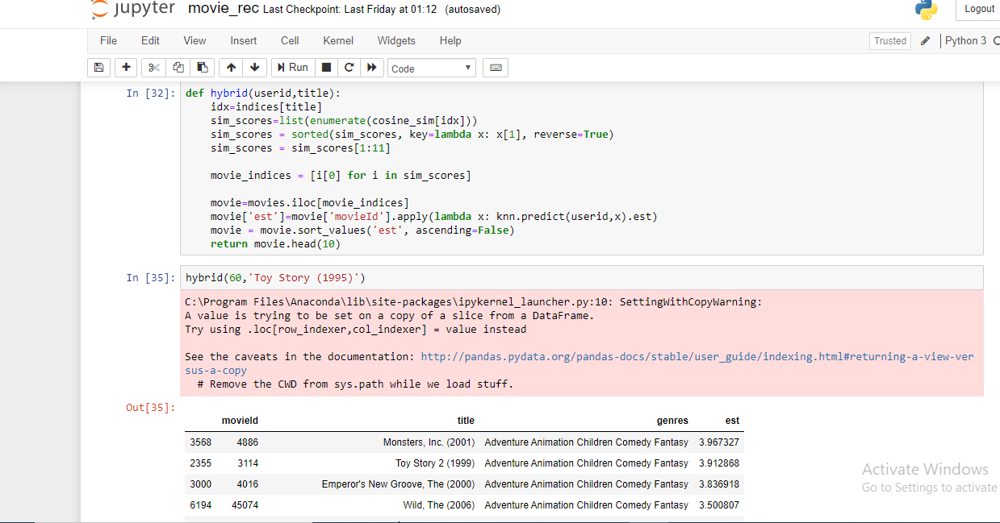 jupyter movie_rec Last Checkpoint: Last Friday at 01:12 (autosaved)
Logout
File Edit View Insert Cell Kernel Widgets Help
Trusted Python 3
Run Code
In [32]: def hybrid(userid,title):
    idx=indices[title]
    sim_scores=list(enumerate(cosine_sim[idx]))
    sim_scores = sorted(sim_scores, key=lambda x: x[1], reverse=True)
    sim_scores = sim_scores[1:11]
    movie_indices = [i[0] for i in sim_scores]
    movie=movies.iloc[movie_indices]
    movie['est']=movie['movieId'].apply(lambda x: knn.predict(userid,x).est)
    movie = movie.sort_values('est', ascending=False)
    return movie.head(10)
In [35]: hybrid(60,'Toy Story (1995)')
C:\Program Files\Anaconda\lib\site-packages\ipykernel_launcher.py:10: SettingWithCopyWarning:
A value is trying to be set on a copy of a slice from a DataFrame.
Try using .loc[row_indexer,col_indexer] = value instead
See the caveats in the documentation: http://pandas.pydata.org/pandas-docs/stable/user_guide/indexing.html#returning-a-view-ver
sus-a-copy
  # Remove the CWD from sys.path while we load stuff.
Out[35]:
movieId title genres est
3568 4886 Monsters, Inc. (2001) Adventure Animation Children Comedy Fantasy 3.967327
2355 3114 Toy Story 2 (1999) Adventure Animation Children Comedy Fantasy 3.912868
3000 4016 Emperor's New Groove, The (2000) Adventure Animation Children Comedy Fantasy 3.836918
6194 45074 Wild, The (2006) Adventure Animation Children Comedy Fantasy 3.500807
Activate Windows
Go to Settings to activate